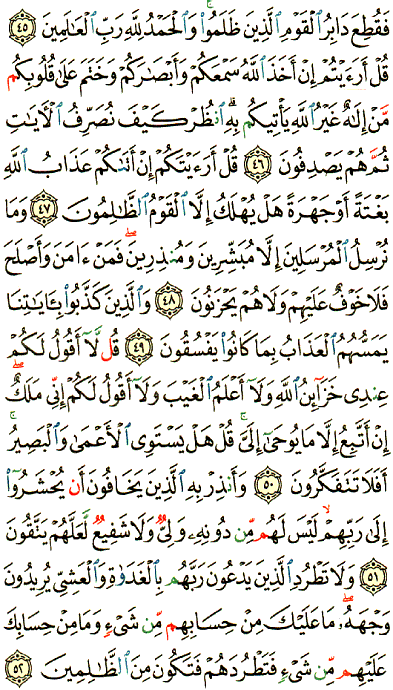 فَقُطِعَ دَابِرُ ٱلْقَوْمِ ٱلَّذِينَ ظَلَمُوا۟ۚ وَٱلْحَمْدُ لِلَّهِ رَبِّ ٱلْعَـٰلَمِينَ ٤٥
قُلْ أَرَءَيْتُمْ إِنْ أَخَذَ ٱللَّهُ سَمْعَكُمْ وَأَبْصَـٰرَكُمْ وَخَتَمَ عَلَىٰ قُلُوبِكُم
مَّنْ إِلَـٰهٌ غَيْرُ ٱللَّهِ يَأْتِيكُم بِهِۗ ٱنظُرْ كَيْفَ نُصَرِّفُ ٱلْـَٔايَـٰتِ
ثُمَّ هُمْ يَصْدِفُونَ ٤٦ قُلْ أَرَءَيْتَكُمْ إِنْ أَتَىٰكُمْ عَذَابُ ٱللَّهِ
بَغْتَةً أَوْ جَهْرَةً هَلْ يُهْلَكُ إِلَّا ٱلْقَوْمُ ٱلظَّـٰلِمُونَ ٤٧ وَمَا
نُرْسِلُ ٱلْمُرْسَلِينَ إِلَّا مُبَشِّرِينَ وَمُنذِرِينَۖ فَمَنْ ءَامَنَ وَأَصْلَحَ
فَلَا خَوْفٌ عَلَيْهِمْ وَلَا هُمْ يَحْزَنُونَ ٤٨ وَٱلَّذِينَ كَذَّبُوا۟ بِـَٔايَـٰتِنَا
يَمَسُّهُمُ ٱلْعَذَابُ بِمَا كَانُوا۟ يَفْسُقُونَ ٤٩ قُل لَّآ أَقُولُ لَكُمْ
عِندِى خَزَآئِنُ ٱللَّهِ وَلَآ أَعْلَمُ ٱلْغَيْبَ وَلَآ أَقُولُ لَكُمْ إِنِّى مَلَكٌۖ
إِنْ أَتَّبِعُ إِلَّا مَا يُوحَىٰٓ إِلَىَّۚ قُلْ هَلْ يَسْتَوِى ٱلْأَعْمَىٰ وَٱلْبَصِيرُۚ
أَفَلَا تَتَفَكَّرُونَ ٥٠ وَأَنذِرْ بِهِ ٱلَّذِينَ يَخَافُونَ أَن يُحْشَرُوٓا۟
إِلَىٰ رَبِّهِمْۙ لَيْسَ لَهُم مِّن دُونِهِۦ وَلِىٌّ وَلَا شَفِيعٌ لَّعَلَّهُمْ يَتَّقُونَ
٥١ وَلَا تَطْرُدِ ٱلَّذِينَ يَدْعُونَ رَبَّهُم بِٱلْغَدَوٰةِ وَٱلْعَشِىِّ يُرِيدُونَ
وَجْهَهُۥۖ مَا عَلَيْكَ مِنْ حِسَابِهِم مِّن شَىْءٍ وَمَا مِنْ حِسَابِكَ
عَلَيْهِم مِّن شَىْءٍ فَتَطْرُدَهُمْ فَتَكُونَ مِنَ ٱلظَّـٰلِمِينَ ٥٢